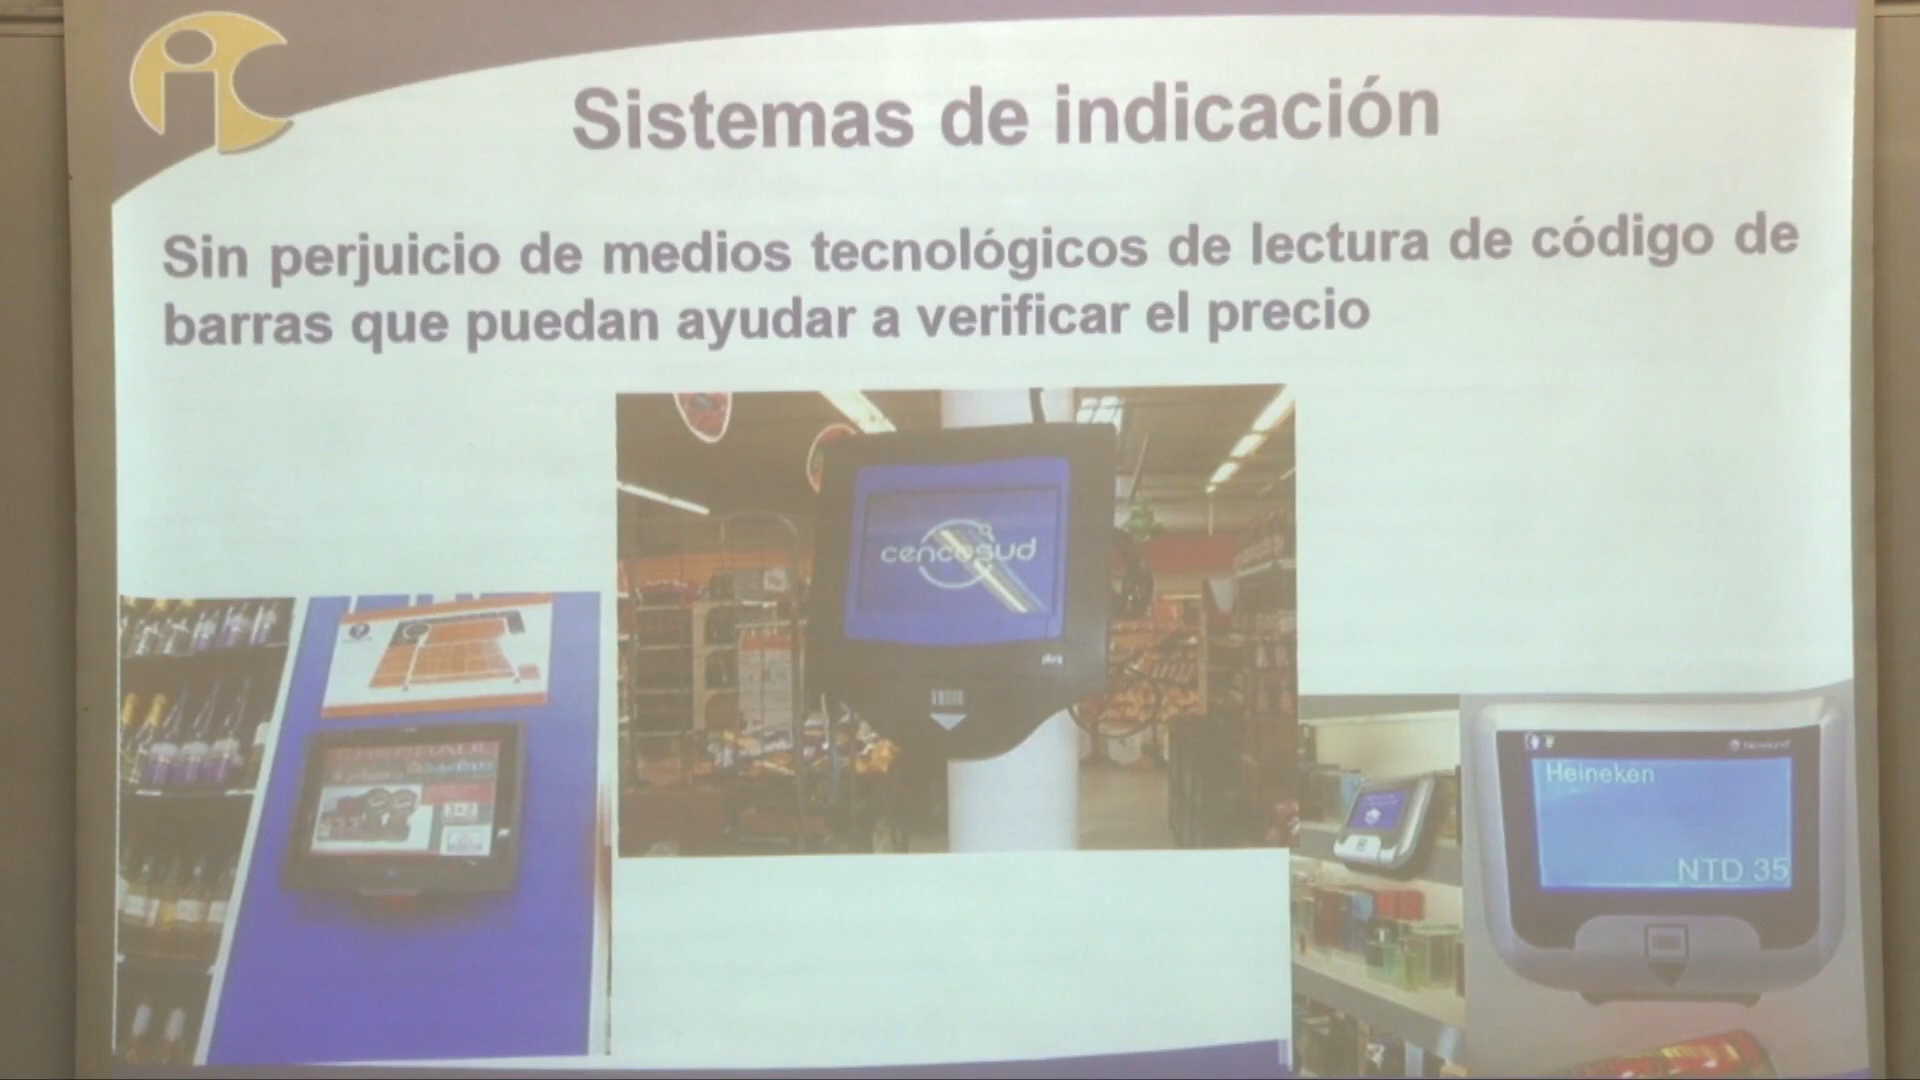 Sistemas de indicación
Sin perjuicio de medios tecnológicos de lectura de código de
barras que puedan ayudar a verificar el precio
cencosud
Newland
Heineken
NTD 35